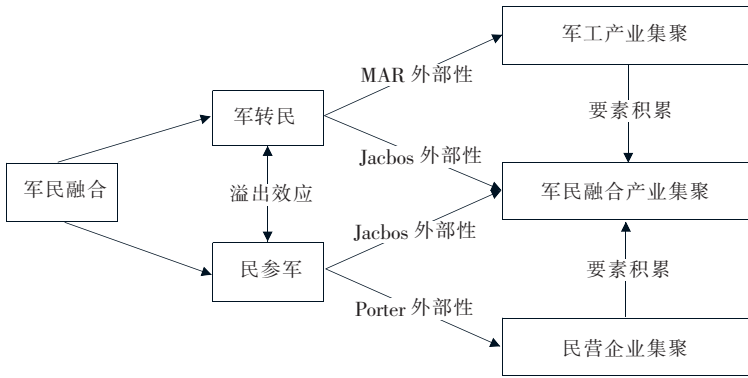 军工产业集聚
MAR 外部性
军转民
要素积累
Jacbos 外部性
军民融合
溢出效应
军民融合产业集聚
Jacbos 外部性
民参军
要素积累
Porter 外部性
民营企业集聚